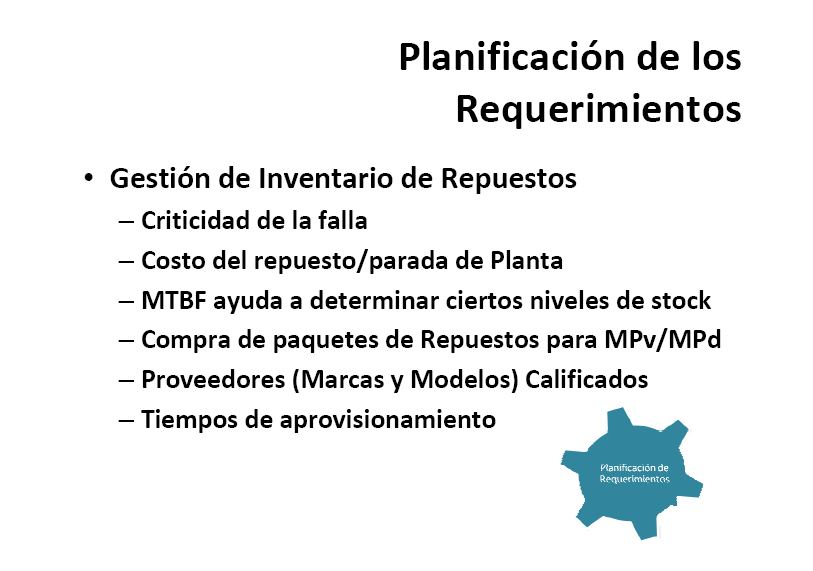 Planificación de los
Requerimientos
• Gestión de Inventario de Repuestos
– Criticidad de la falla
– Costo del repuesto/parada de Planta
– MTBF ayuda a determinar ciertos niveles de stock
– Compra de paquetes de Repuestos para MPv/MPd
– Proveedores (Marcas y Modelos) Calificados
– Tiempos de aprovisionamiento
Planificación de
Requerimientos